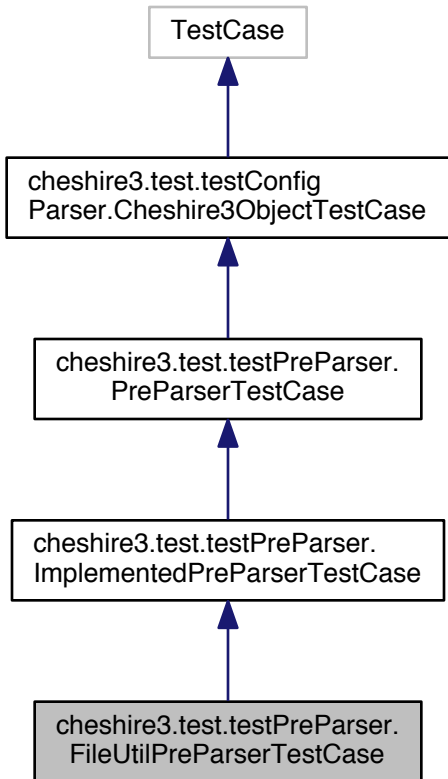 TestCase
cheshire3.test.testConfig
Parser.Cheshire3ObjectTestCase
cheshire3.test.testPreParser.
PreParserTestCase
cheshire3.test.testPreParser.
ImplementedPreParserTestCase
cheshire3.test.testPreParser.
FileUtilPreParserTestCase